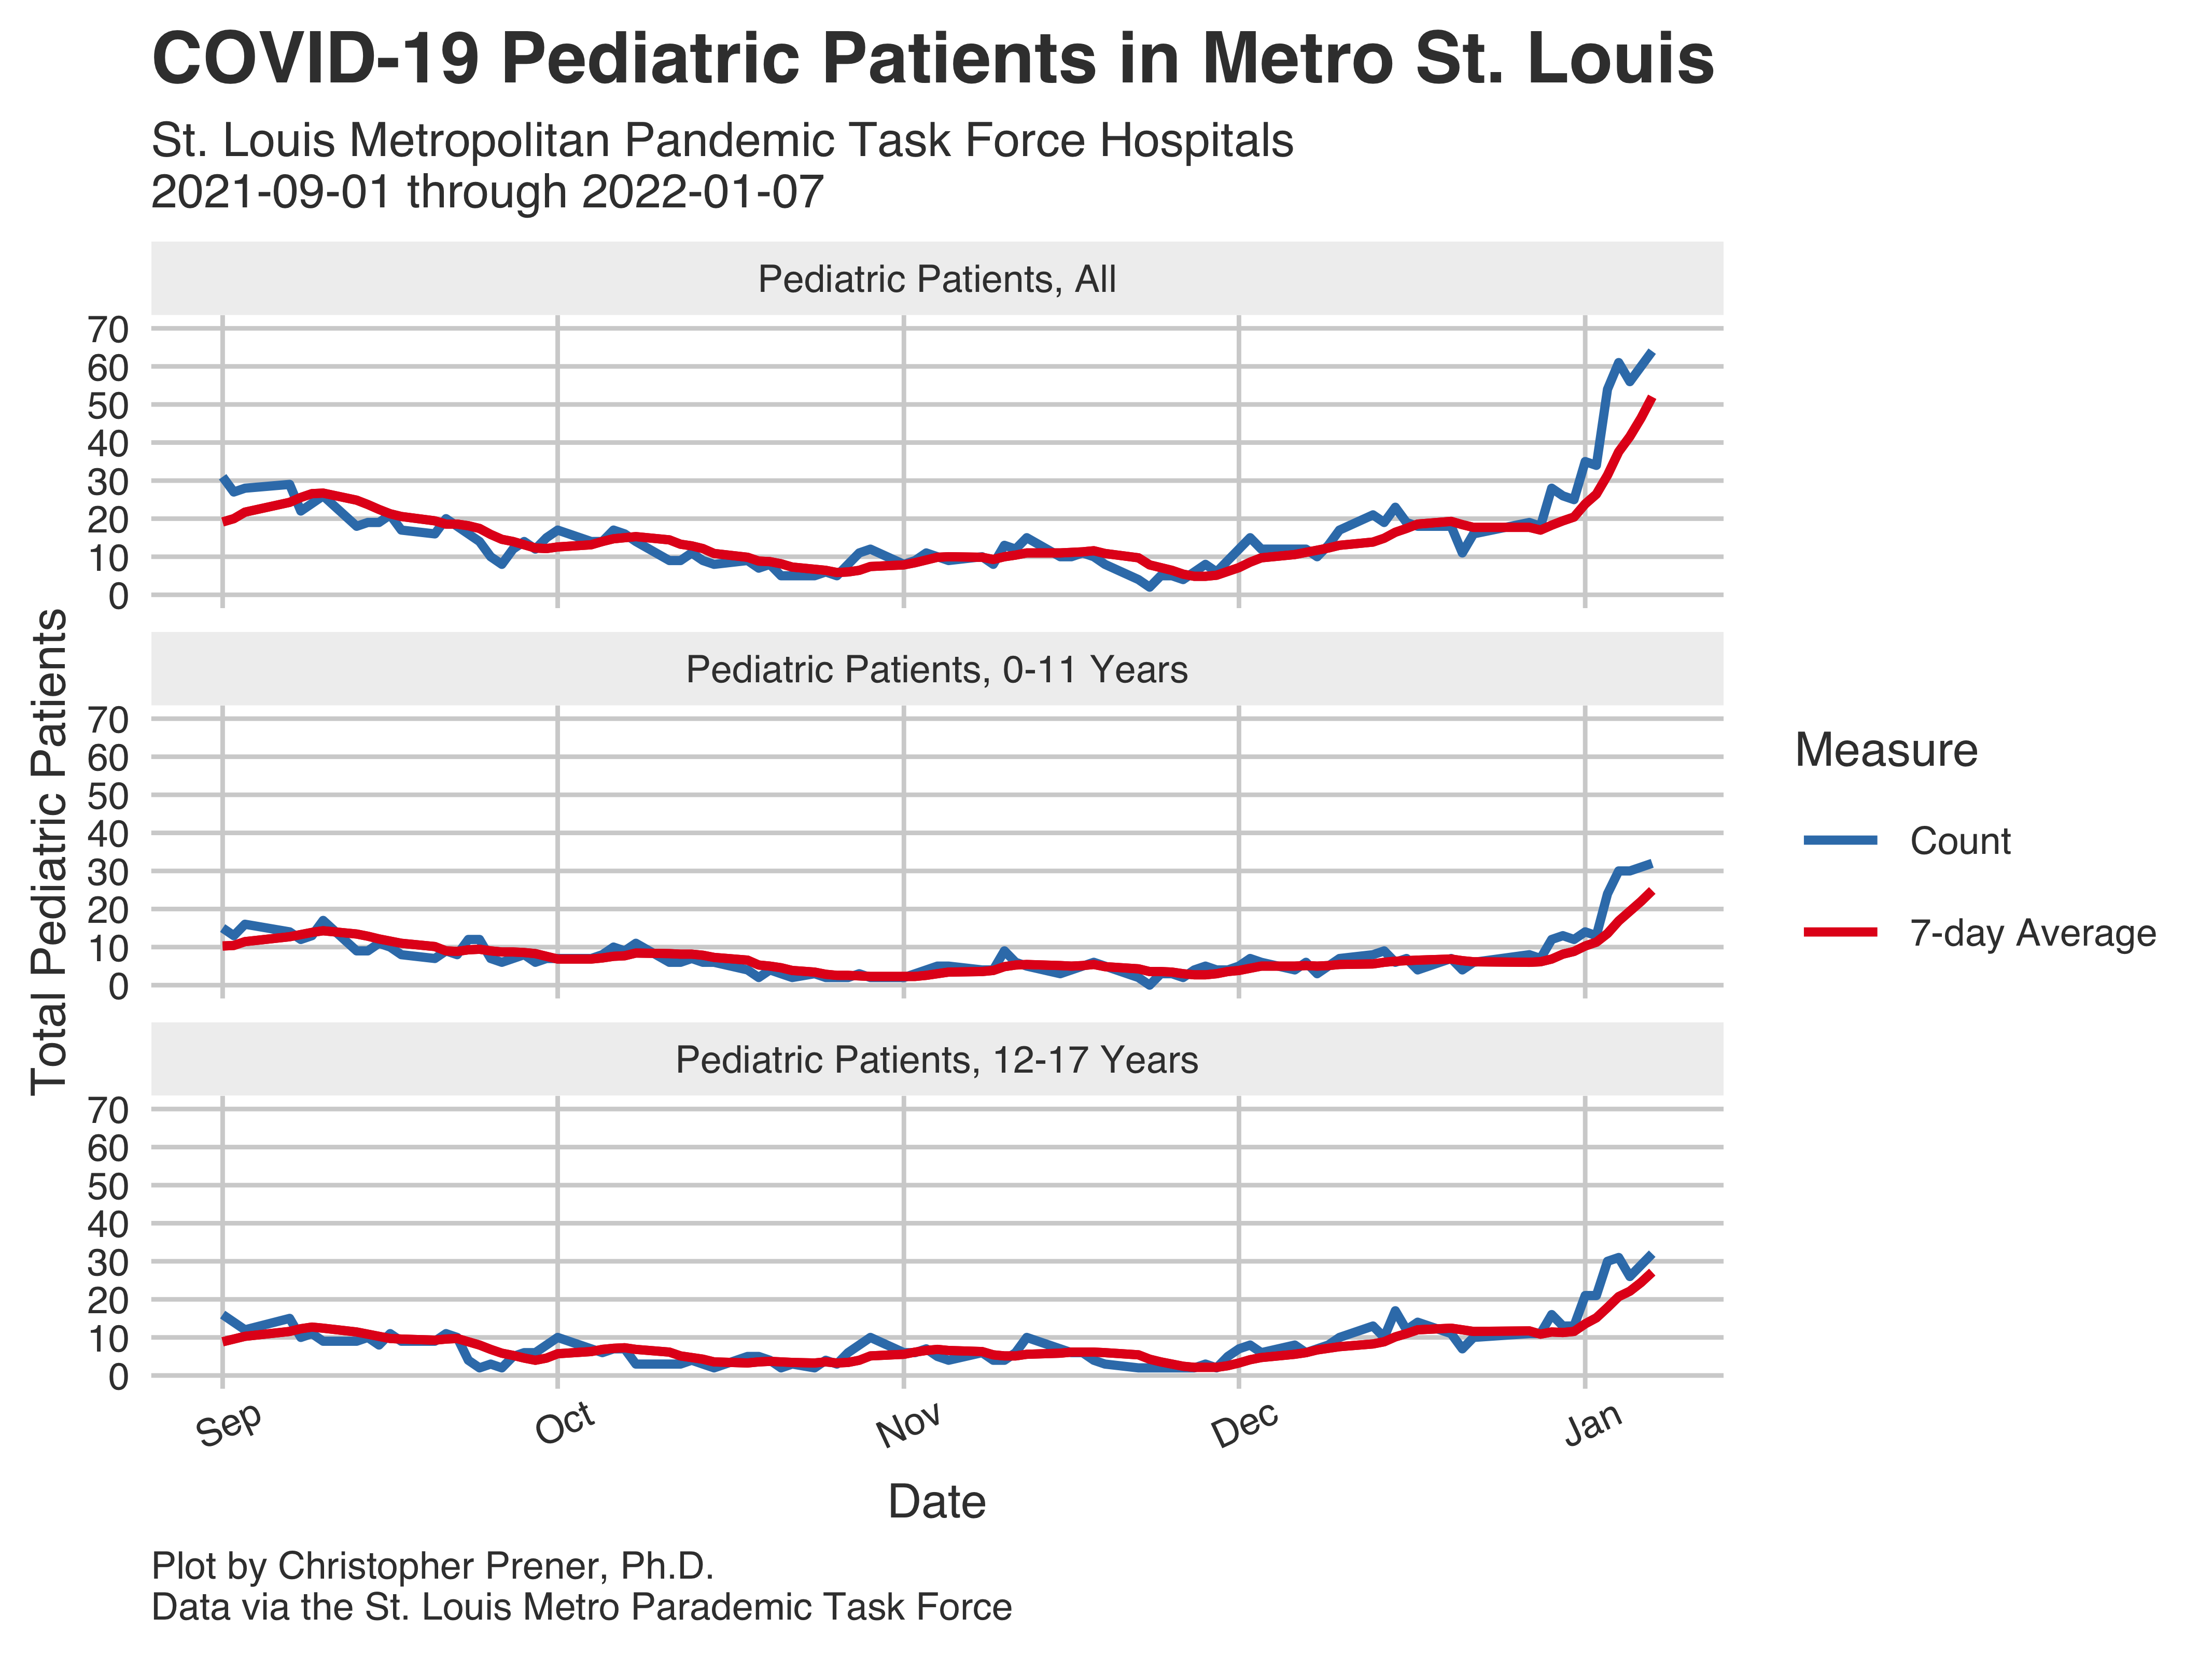 COVID-19 Pediatric Patients in Metro St. Louis
St. Louis Metropolitan Pandemic Task Force Hospitals
2021-09-01 through 2022-01-07
Pediatric Patients, All
70
60
50
40
30
20
10
0
Pediatric Patients, 0-11 Years
70
60
50
40
30
20
10
0
Pediatric Patients, 12-17 Years
70
60
50
40
30
20
10
0
Total Pediatric Patients
Sep Oct Nov Dec Jan
Date
Measure
Count
7-day Average
Plot by Christopher Prener, Ph.D.
Data via the St. Louis Metro Parademic Task Force